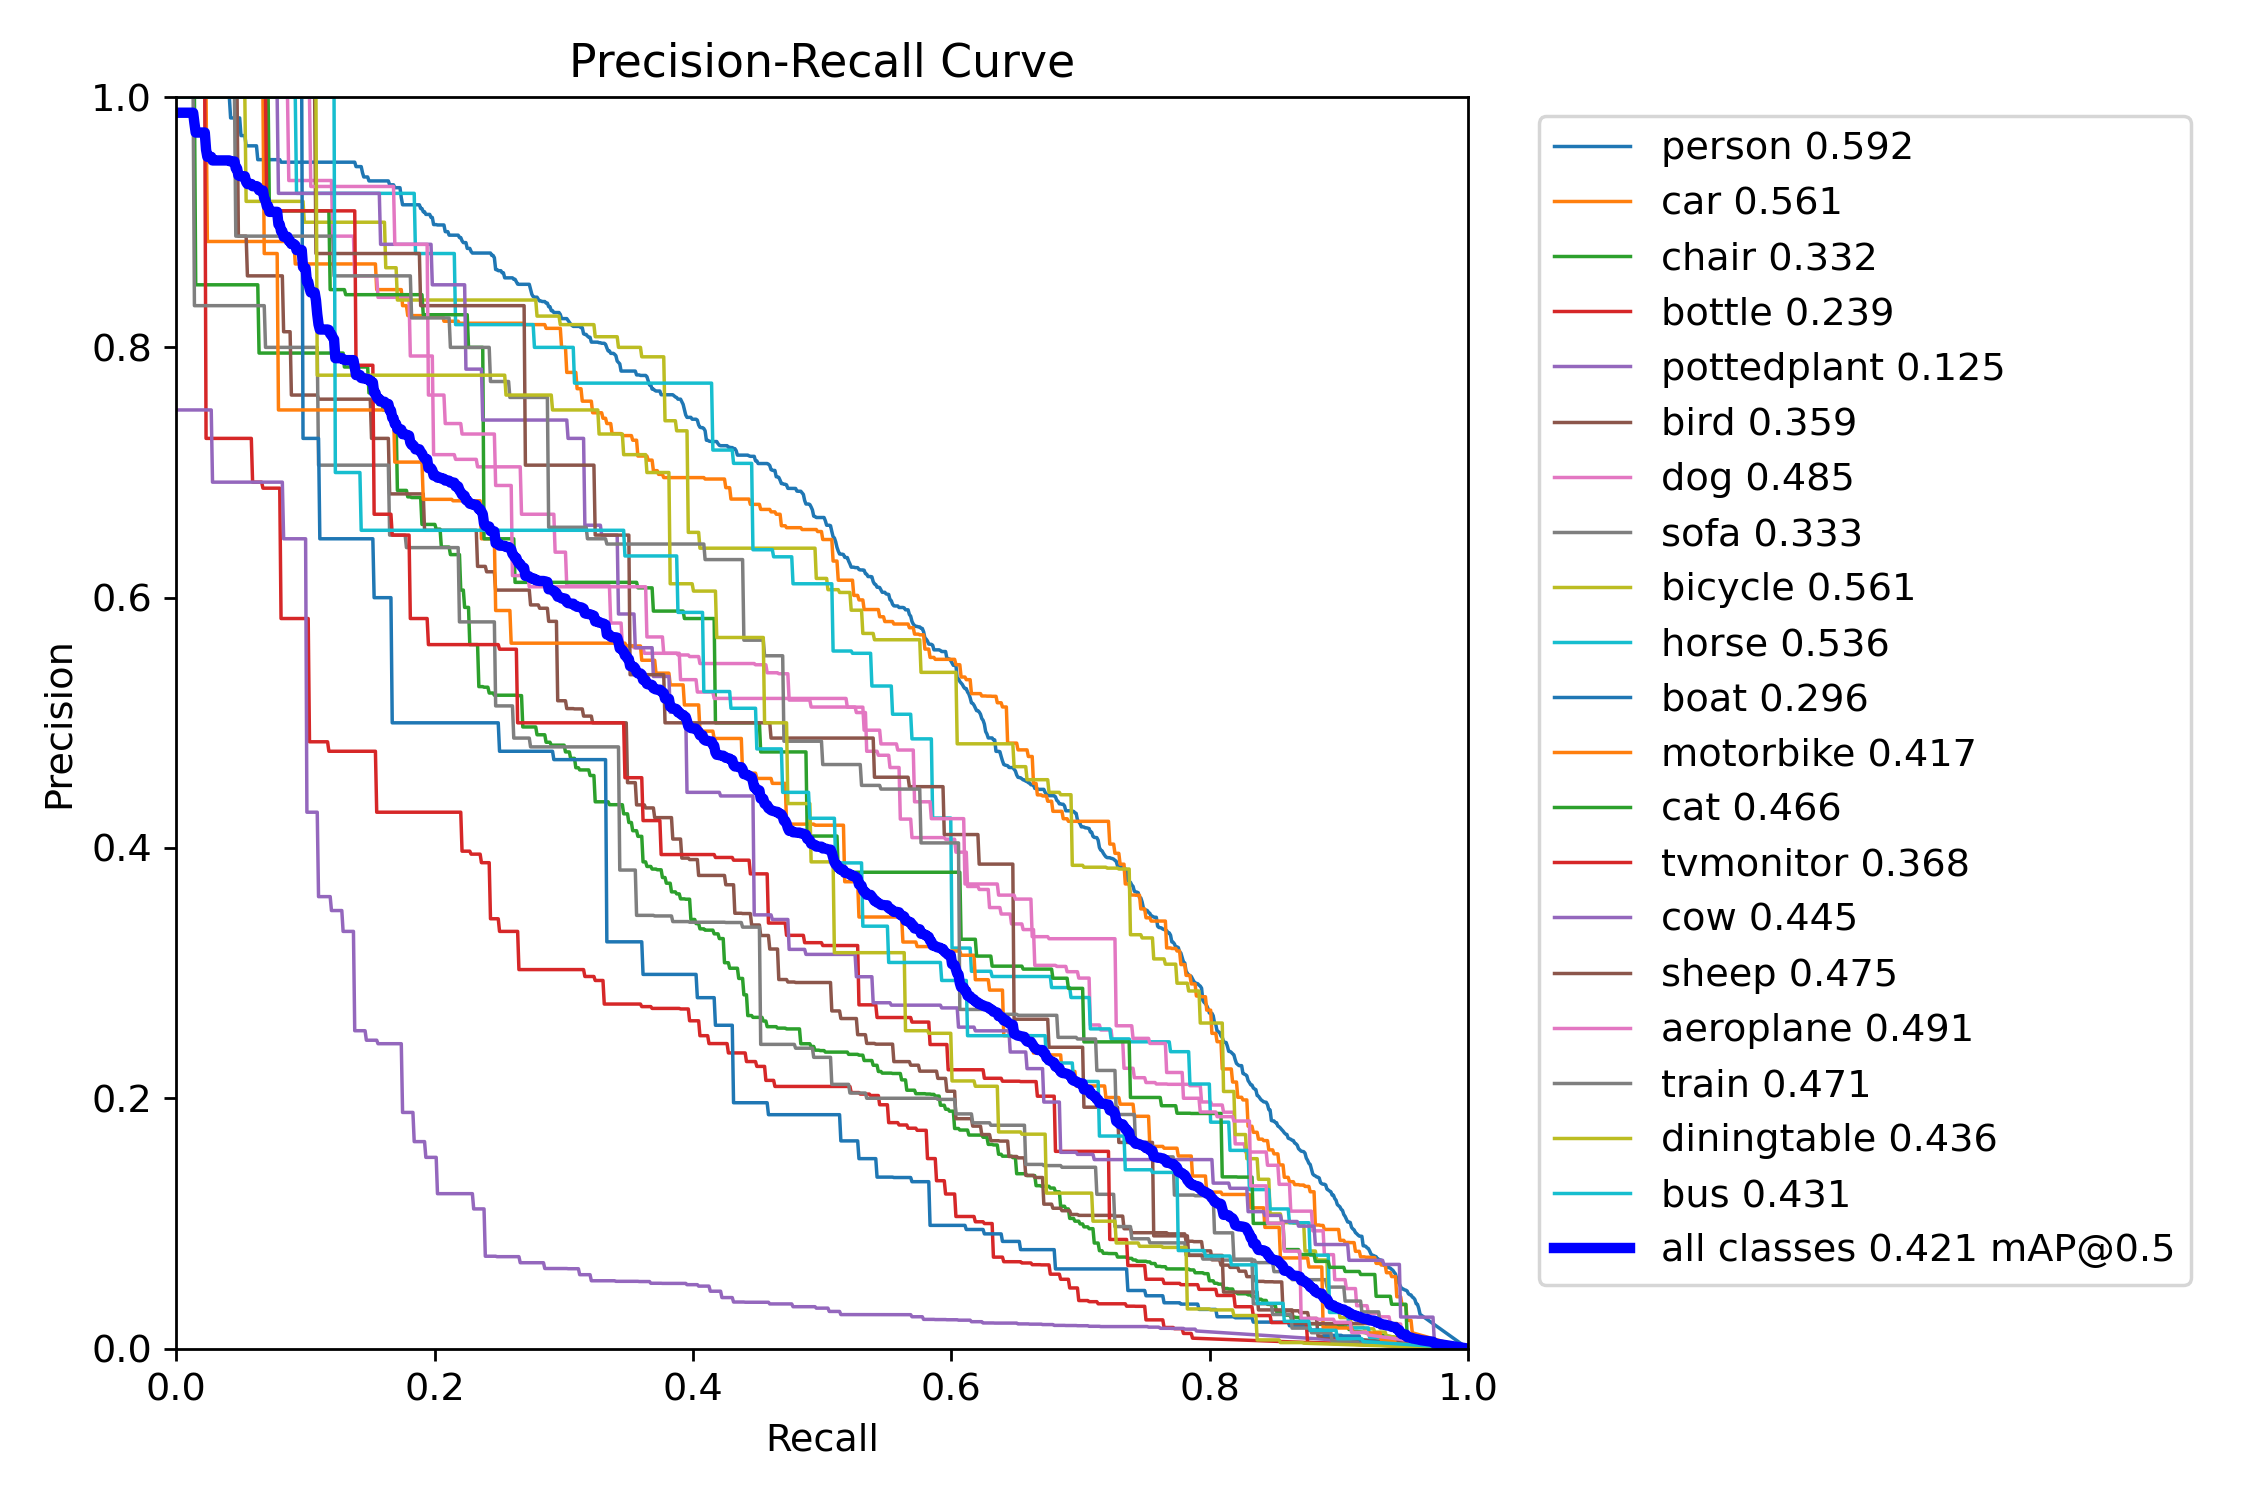 Precision-Recall Curve
1.0
0.8
0.6
0.4
0.2
0.0
Precision
0.0 0.2 0.4 0.6 0.8 1.0
Recall
person 0.592
car 0.561
chair 0.332
bottle 0.239
pottedplant 0.125
bird 0.359
dog 0.485
sofa 0.333
bicycle 0.561
horse 0.536
boat 0.296
motorbike 0.417
cat 0.466
tvmonitor 0.368
cow 0.445
sheep 0.475
aeroplane 0.491
train 0.471
diningtable 0.436
bus 0.431
all classes 0.421 mAP@0.5